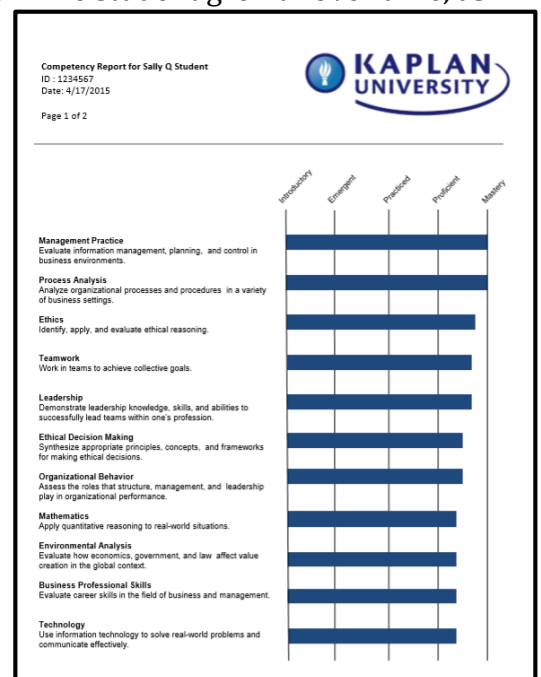 Competency Report for Sally Q Student
ID : 1234567
Date: 4/17/2015
Page 1 of 2
KAPLAN
UNIVERSITY
Introductory
Emergent
Practiced
Proficient
Mastery
Management Practice
Evaluate information management, planning, and control in
business environments.
Process Analysis
Analyze organizational processes and procedures in a variety
of business settings.
Ethics
Identify, apply, and evaluate ethical reasoning.
Teamwork
Work in teams to achieve collective goals.
Leadership
Demonstrate leadership knowledge, skills, and abilities to
successfully lead teams within one's profession.
Ethical Decision Making
Synthesize appropriate principles, concepts, and frameworks
for making ethical decisions.
Organizational Behavior
Assess the roles that structure, management, and leadership
play in organizational performance.
Mathematics
Apply quantitative reasoning to real-world situations.
Environmental Analysis
Evaluate how economics, government, and law affect value
creation in the global context.
Business Professional Skills
Evaluate career skills in the field of business and management.
Technology
Use information technology to solve real-world problems and
communicate effectively.